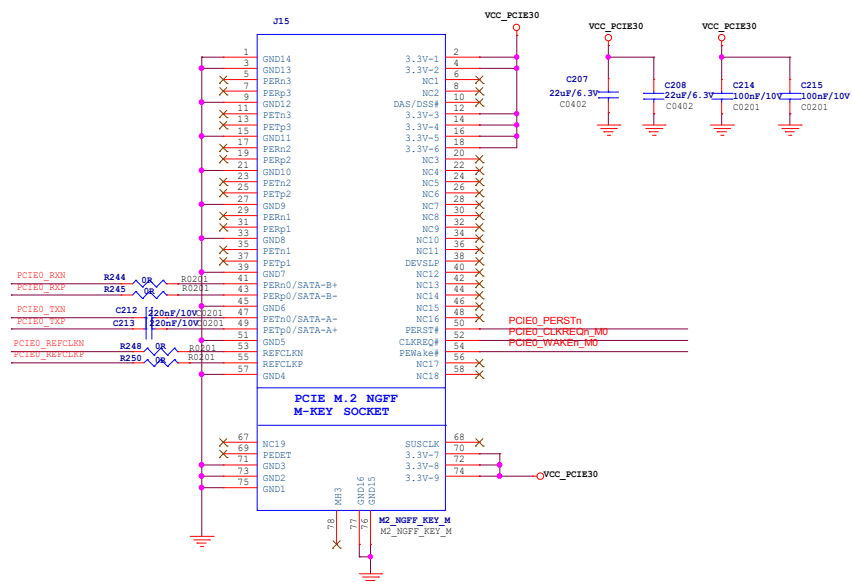 J15
VCC_PCIE30
VCC_PCIE30
VCC_PCIE30
C207
22uF/6.3V
C0402
C208
22uF/6.3V
C0402
C214
100nF/10V
C0201
C215
100nF/10V
C0201
1 GND14 3.3V-1 2
3 GND13 3.3V-2 4
5 PERn3 NC1 6
7 PERp3 NC2 8
9 GND12 DAS/DSS# 10
11 PETn3 3.3V-3 12
13 PETp3 3.3V-4 14
15 GND11 3.3V-5 16
17 PERn2 3.3V-6 18
19 PERp2 NC3 20
21 GND10 NC4 22
23 PETn2 NC5 24
25 PETp2 NC6 26
27 GND9 NC7 28
29 PERn1 NC8 30
31 PERp1 NC9 32
33 GND8 NC10 34
35 PETn1 NC11 36
37 PETp1 DEVSLP 38
39 GND7 NC12 40
PCIE0_RXN R244 0R R0201 41 PERn0/SATA-B+ NC13 42
PCIE0_RXP R245 0R R0201 43 PERp0/SATA-B- NC14 44
45 GND6 NC15 46
PCIE0_TXN C212 220nF/10V C0201 47 PETn0/SATA-A- NC16 48
PCIE0_TXP C213 220nF/10V C0201 49 PETp0/SATA-A+ PERST# 50 PCIE0_PERSTn
51 GND5 CLKREQ# 52 PCIE0_CLKREQn_M0
PCIE0_REFCLKN R248 0R R0201 53 REFCLKN PEWake# 54 PCIE0_WAKEn_M0
PCIE0_REFCLKP R250 0R R0201 55 REFCLKP NC17 56
57 GND4 NC18 58
PCIE M.2 NGFF
M-KEY SOCKET
67 NC19 SUSCLK 68
69 PEDET 3.3V-7 70
71 GND3 3.3V-8 72
73 GND2 3.3V-9 74
VCC_PCIE30
75 GND1
MH3 GND16 GND15
78 77 76
M2_NGFF_KEY_M
M2_NGFF_KEY_M